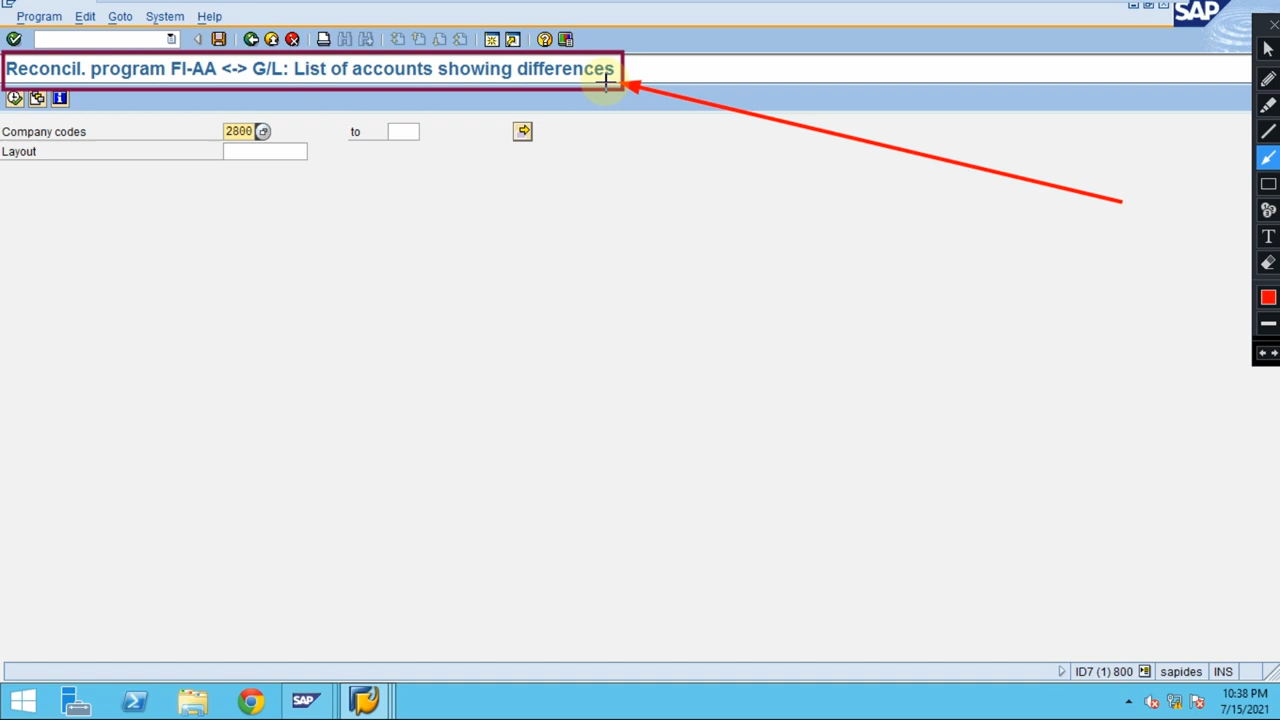 Program Edit Goto System Help
SAP
Reconcil. program FI-AA <-> G/L: List of accounts showing differences
Company codes 2800 to
Layout
T
ID7 (1) 800 sapides INS
SAP
10:38 PM
7/15/2021